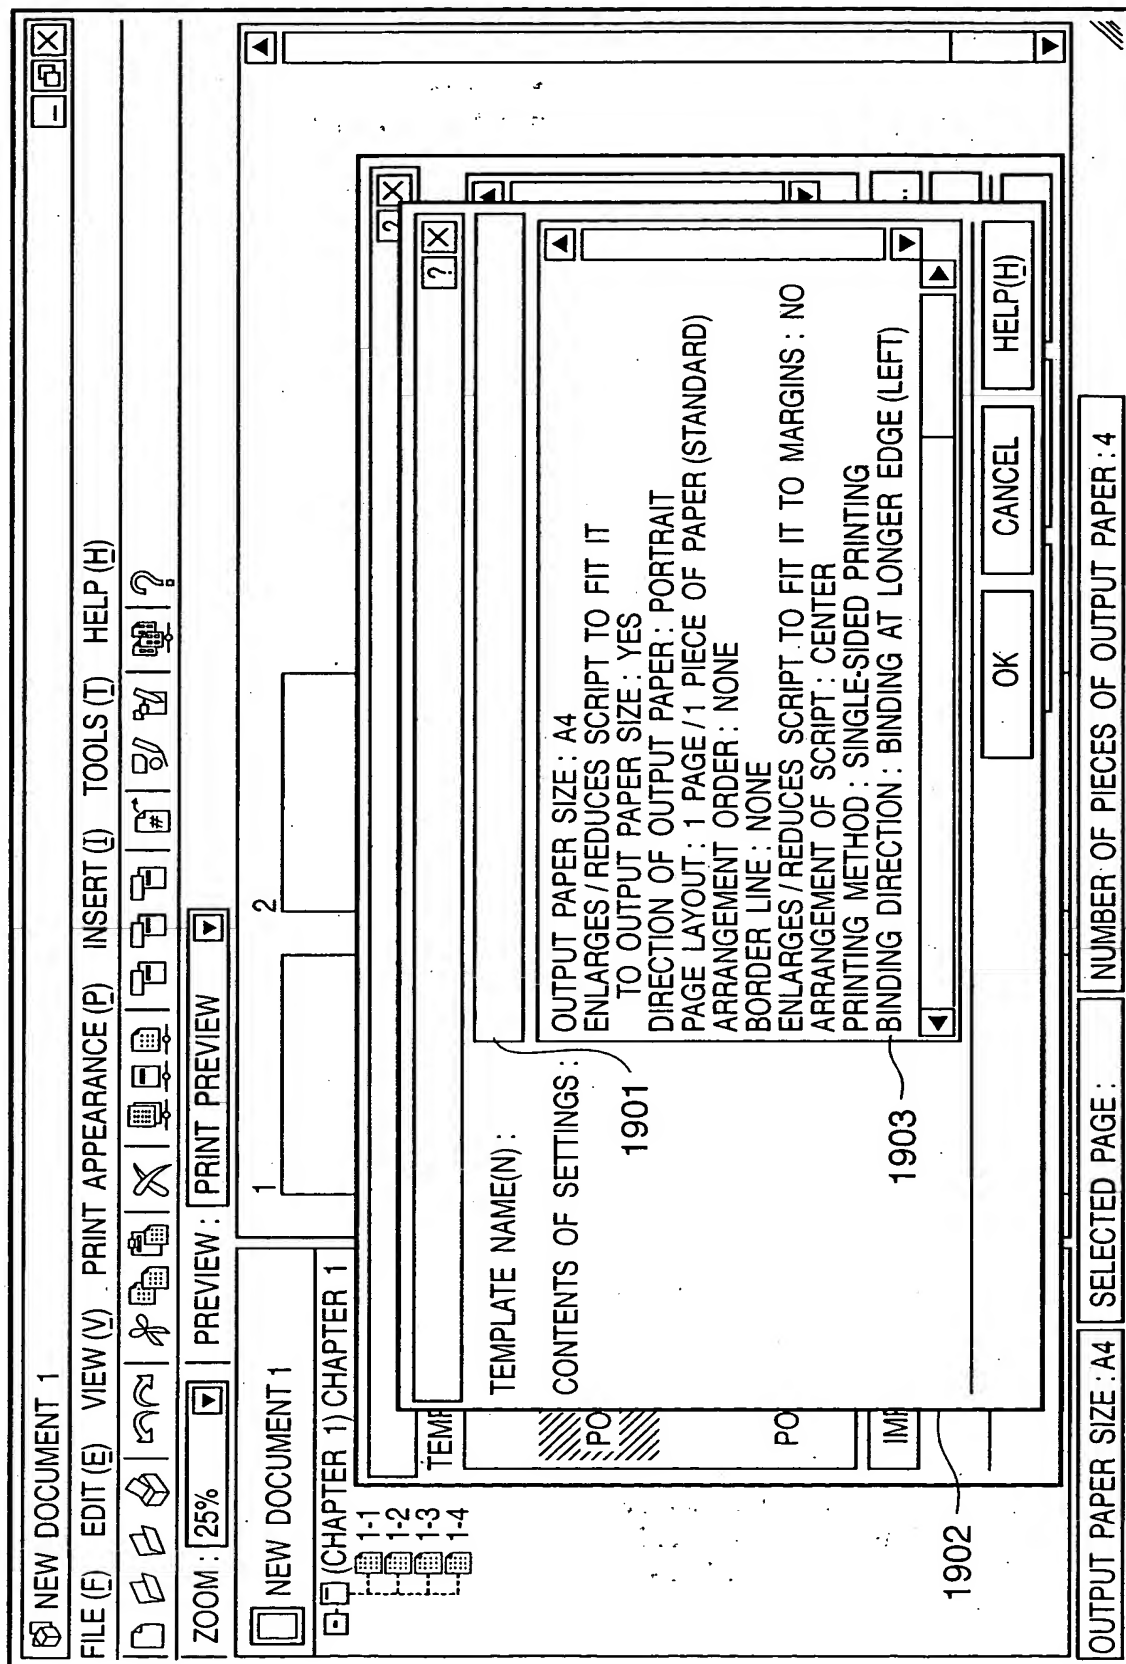 NEW DOCUMENT 1
FILE (F) EDIT (E) VIEW (V) PRINT APPEARANCE (P) INSERT (I) TOOLS (T) HELP (H)
ZOOM : 25% PREVIEW : PRINT PREVIEW
NEW DOCUMENT 1
(CHAPTER 1) CHAPTER 1
1-1
1-2
1-3
1-4
1
2
TEMP
PO
PO
IMP
TEMPLATE NAME(N) :
CONTENTS OF SETTINGS :
OUTPUT PAPER SIZE : A4
ENLARGES / REDUCES SCRIPT TO FIT IT
TO OUTPUT PAPER SIZE : YES
DIRECTION OF OUTPUT PAPER : PORTRAIT
PAGE LAYOUT : 1 PAGE / 1 PIECE OF PAPER (STANDARD)
ARRANGEMENT ORDER : NONE
BORDER LINE : NONE
ENLARGES / REDUCES SCRIPT TO FIT IT TO MARGINS : NO
ARRANGEMENT OF SCRIPT : CENTER
PRINTING METHOD : SINGLE-SIDED PRINTING
BINDING DIRECTION : BINDING AT LONGER EDGE (LEFT)
1901
1903
1902
OK CANCEL HELP(H)
OUTPUT PAPER SIZE : A4 SELECTED PAGE : NUMBER OF PIECES OF OUTPUT PAPER : 4